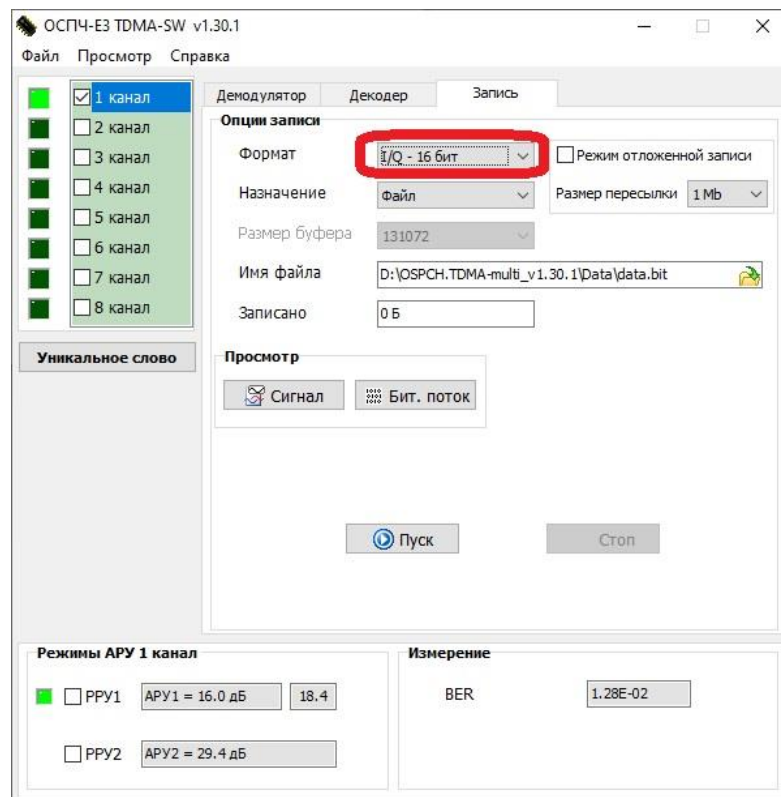 ОСПЧ-ЕЗ TDMA-SW v1.30.1
Файл Просмотр Справка
1 канал
2 канал
3 канал
4 канал
5 канал
6 канал
7 канал
8 канал
Уникальное слово
Демодулятор Декодер Запись
Опции записи
Формат I/Q - 16 бит Режим отложенной записи
Назначение Файл Размер пересылки 1 Mb
Размер буфера 131072
Имя файла D:\OSPCH.TDMA-multi_v1.30.1\Data\data.bit
Записано 0 Б
Просмотр
Сигнал Бит. поток
Пуск Стоп
Режимы АРУ 1 канал
РРУ1 АРУ1 = 16.0 дБ 18.4
РРУ2 АРУ2 = 29.4 дБ
Измерение
BER 1.28E-02